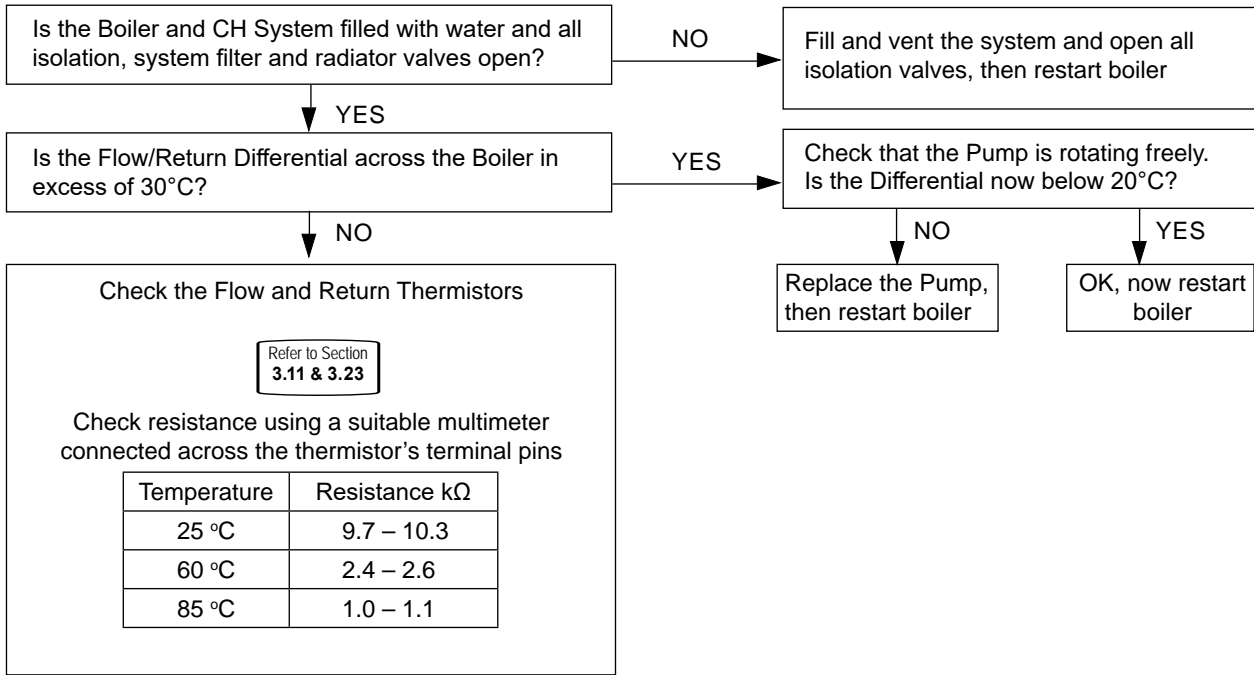 Is the Boiler and CH System filled with water and all
isolation, system filter and radiator valves open?
NO
Fill and vent the system and open all
isolation valves, then restart boiler
YES
Is the Flow/Return Differential across the Boiler in
excess of 30°C?
YES
Check that the Pump is rotating freely.
Is the Differential now below 20°C?
NO
NO
YES
Replace the Pump,
then restart boiler
OK, now restart
boiler
Check the Flow and Return Thermistors
Refer to Section
3.11 & 3.23
Check resistance using a suitable multimeter
connected across the thermistor’s terminal pins
Temperature Resistance kΩ
25 °C 9.7 – 10.3
60 °C 2.4 – 2.6
85 °C 1.0 – 1.1